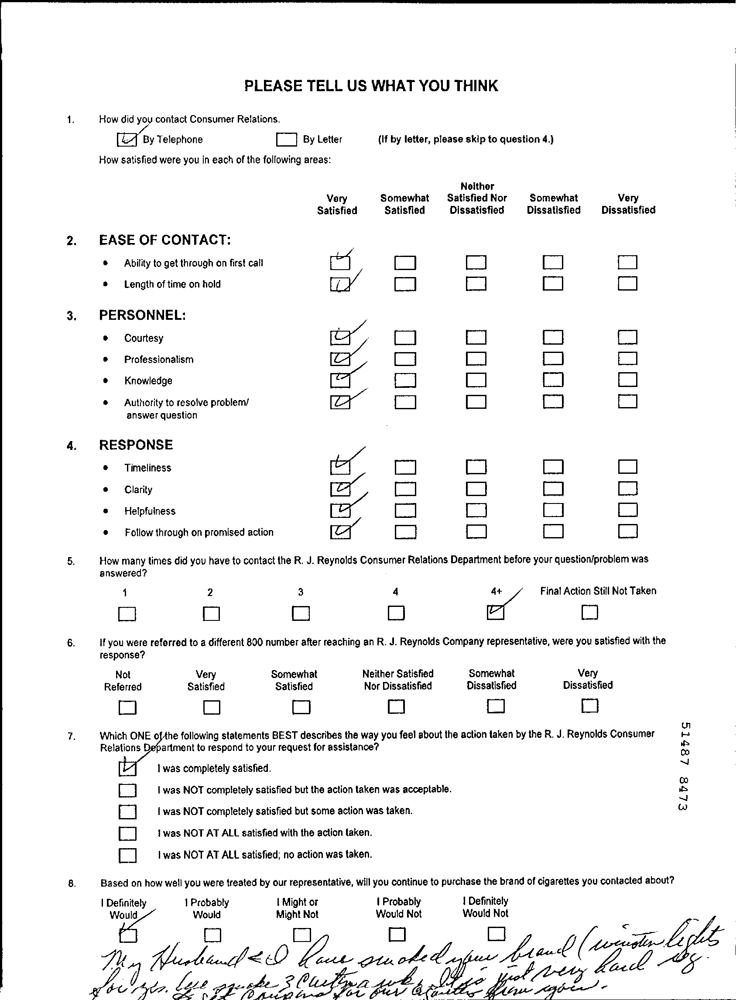 PLEASE TELL US WHAT YOU THINK
1. How did you contact Consumer Relations.
By Telephone By Letter (If by letter, please skip to question 4.)
How satisfied were you in each of the following areas:
Very Satisfied Somewhat Satisfied Neither Satisfied Nor Dissatisfied Somewhat Dissatisfied Very Dissatisfied
2. EASE OF CONTACT:
• Ability to get through on first call
• Length of time on hold
3. PERSONNEL:
• Courtesy
• Professionalism
• Knowledge
• Authority to resolve problem/
answer question
4. RESPONSE
• Timeliness
• Clarity
• Helpfulness
• Follow through on promised action
5. How many times did you have to contact the R. J. Reynolds Consumer Relations Department before your question/problem was
answered?
1 2 3 4 4+ Final Action Still Not Taken
6. If you were referred to a different 800 number after reaching an R. J. Reynolds Company representative, were you satisfied with the
response?
Not Referred Very Satisfied Somewhat Satisfied Neither Satisfied Nor Dissatisfied Somewhat Dissatisfied Very Dissatisfied
7. Which ONE of the following statements BEST describes the way you feel about the action taken by the R. J. Reynolds Consumer
Relations Department to respond to your request for assistance?
I was completely satisfied.
I was NOT completely satisfied but the action taken was acceptable.
I was NOT completely satisfied but some action was taken.
I was NOT AT ALL satisfied with the action taken.
I was NOT AT ALL satisfied; no action was taken.
51487 8473
8. Based on how well you were treated by our representative, will you continue to purchase the brand of cigarettes you contacted about?
I Definitely Would I Probably Would I Might or Might Not I Probably Would Not I Definitely Would Not
My Husband & I have smoked your brand (winston lights
for yrs. we smoke 3 just very hard
coupons for our again.